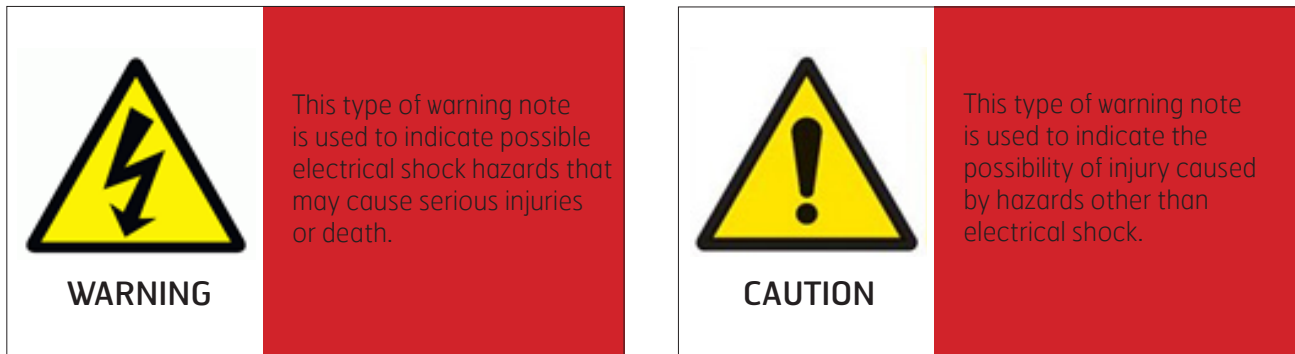 This type of warning note
is used to indicate possible
electrical shock hazards that
may cause serious injuries
or death.
WARNING
This type of warning note
is used to indicate the
possibility of injury caused
by hazards other than
electrical shock.
CAUTION